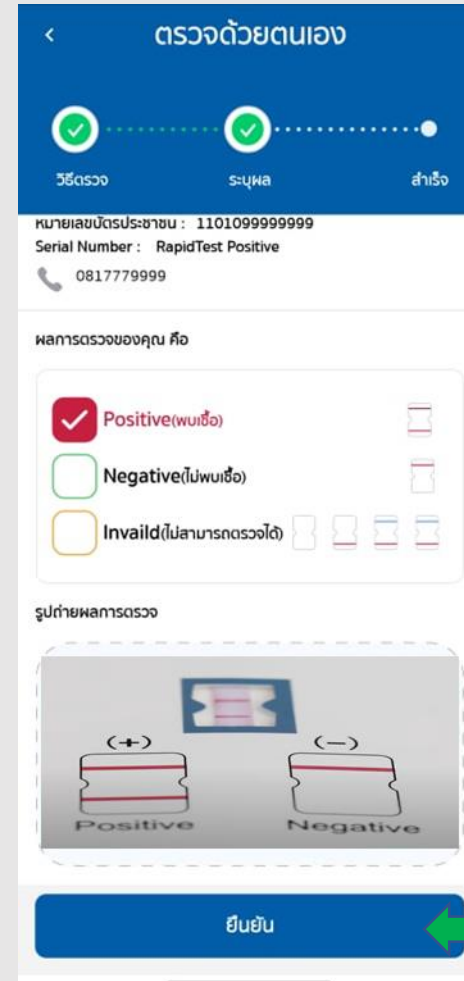 ตรวจด้วยตนเอง
วิธีตรวจ ระบุผล สำเร็จ
หมายเลขบัตรประชาชน : 1101099999999
Serial Number : RapidTest Positive
0817779999
ผลการตรวจของคุณ คือ
Positive(พบเชื้อ)
Negative(ไม่พบเชื้อ)
Invaild(ไม่สามารถตรวจได้)
รูปถ่ายผลการตรวจ
(+) (-)
Positive Negative
ยืนยัน